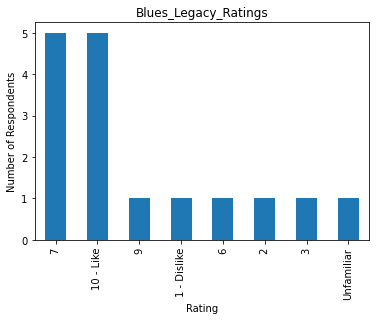 Blues_Legacy_Ratings
Number of Respondents
5
4
3
2
1
0
7
10 - Like
9
1 - Dislike
6
2
3
Unfamiliar
Rating